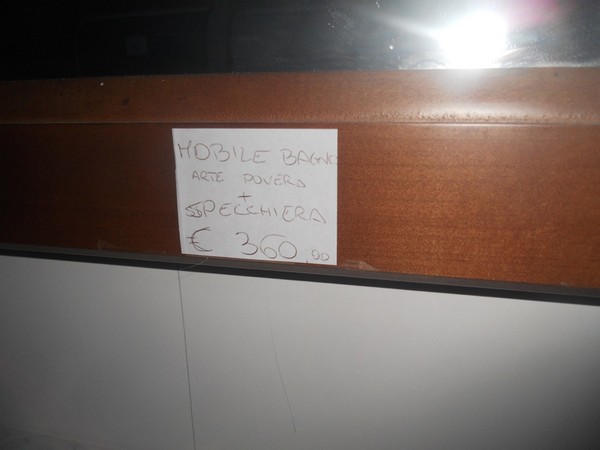 MOBILE BAGNO
ARTE POVERA
+
SPECCHIERA
€ 360,00